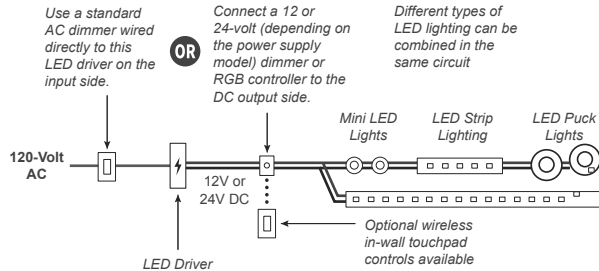 Use a standard
AC dimmer wired
directly to this
LED driver on the
input side.
OR
Connect a 12 or
24-volt (depending on
the power supply
model) dimmer or
RGB controller to the
DC output side.
Different types of
LED lighting can be
combined in the
same circuit
Mini LED
Lights
LED Strip
Lighting
LED Puck
Lights
120-Volt
AC
12V or
24V DC
LED Driver
Optional wireless
in-wall touchpad
controls available